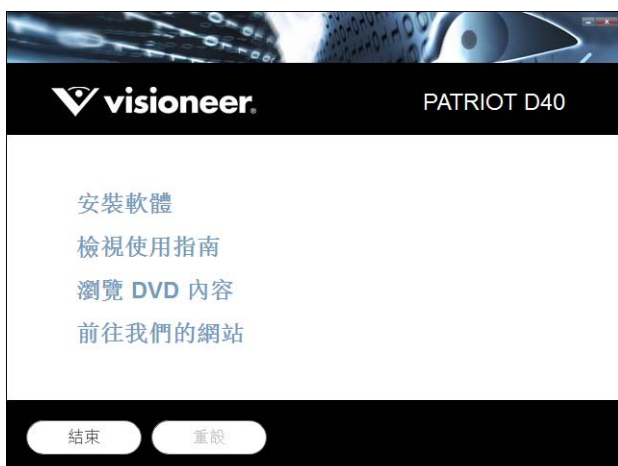 visioneer.
PATRIOT D40
安裝軟體
檢視使用指南
瀏覽 DVD 內容
前往我們的網站
結束
重設